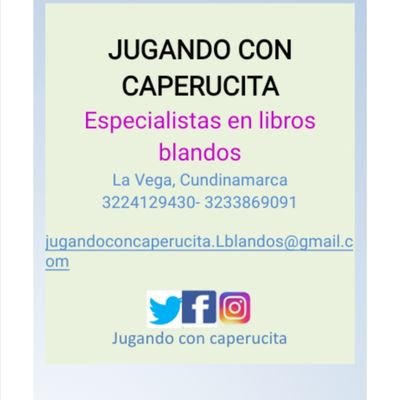 JUGANDO CON
CAPERUCITA
Especialistas en libros
blandos
La Vega, Cundinamarca
3224129430- 3233869091
jugandoconcaperucita.Lblandos@gmail.c
om
Jugando con caperucita